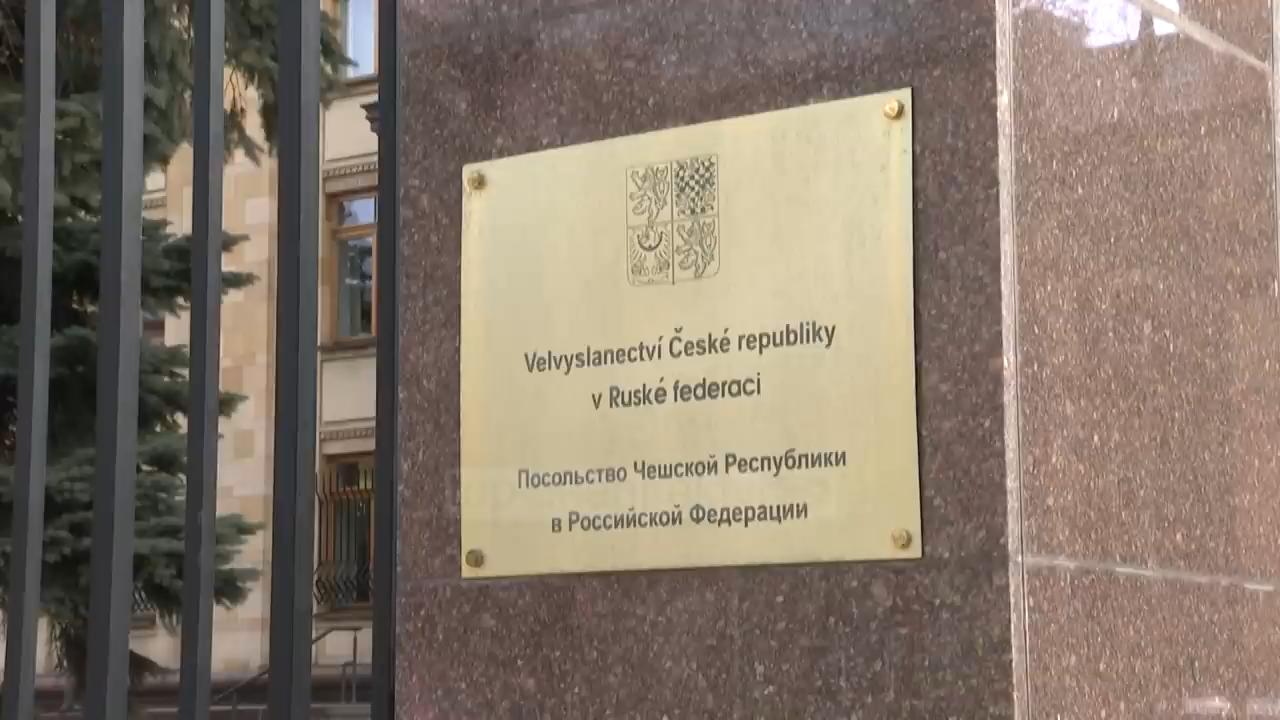 Velvyslanectví České republiky
v Ruské federaci
Посольство Чешской Республики
в Российской Федерации